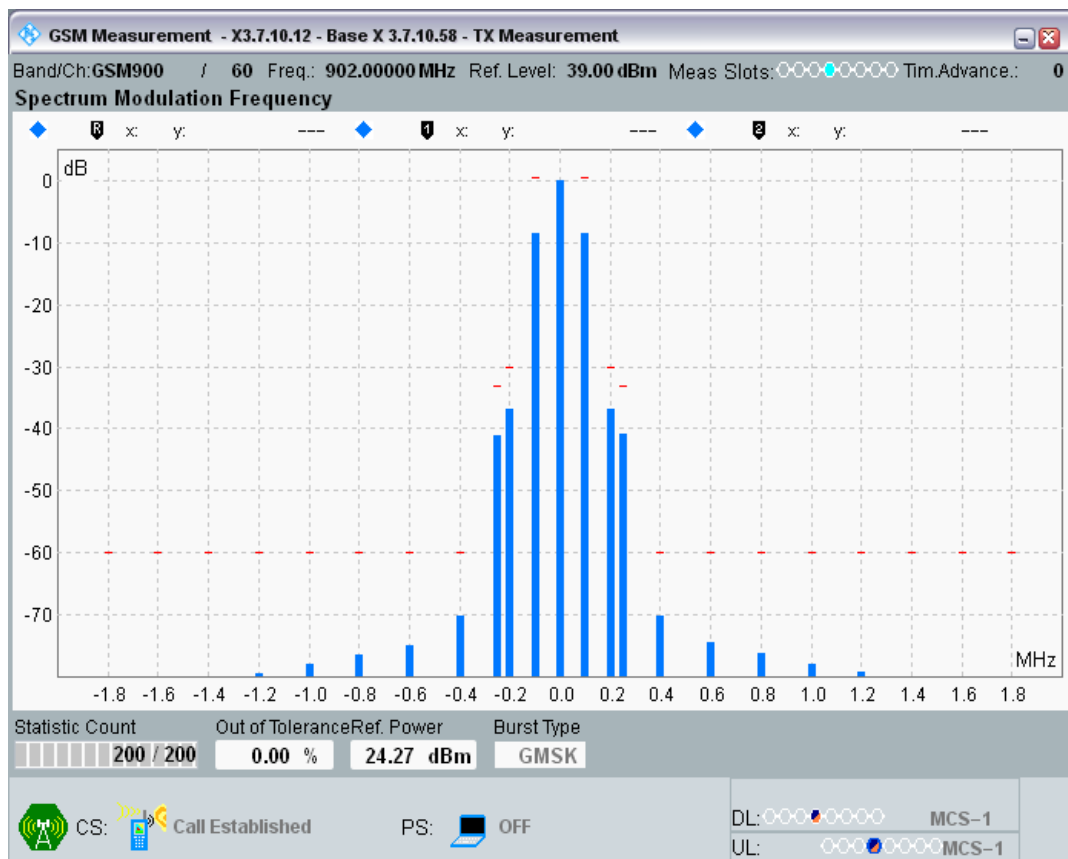 GSM Measurement - X3.7.10.12 - Base X 3.7.10.58 - TX Measurement
Band/Ch:GSM900 / 60 Freq.: 902.00000 MHz Ref. Level: 39.00 dBm Meas Slots: Tim.Advance.: 0
Spectrum Modulation Frequency
R x: y: --- 1 x: y: --- 2 x: y: ---
dB
0
-10
-20
-30
-40
-50
-60
-70
MHz
-1.8 -1.6 -1.4 -1.2 -1.0 -0.8 -0.6 -0.4 -0.2 0.0 0.2 0.4 0.6 0.8 1.0 1.2 1.4 1.6 1.8
Statistic Count Out of Tolerance Ref. Power Burst Type
200 / 200 0.00 % 24.27 dBm GMSK
CS: Call Established PS: OFF DL: MCS-1
UL: MCS-1